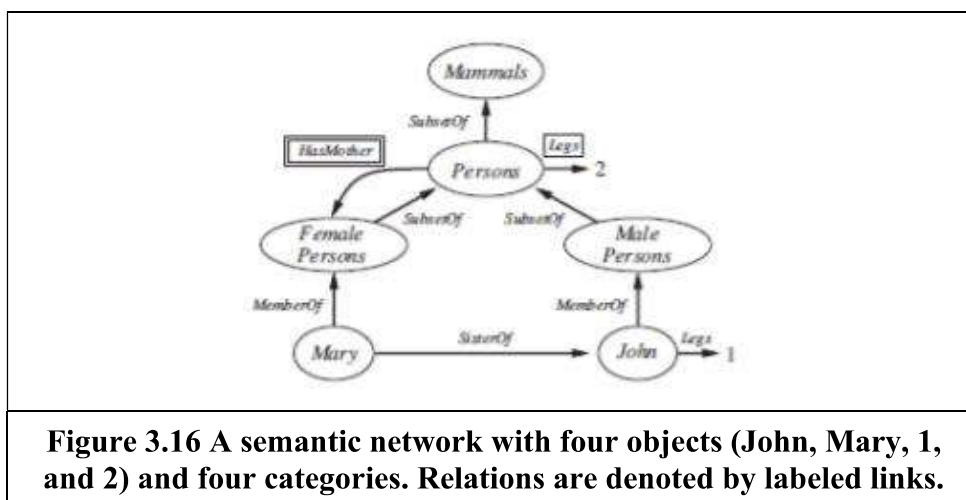 Mammals
SubsetOf
HasMother
Legs
Persons
2
SubsetOf
SubsetOf
Female
Persons
Male
Persons
MemberOf
MemberOf
Mary
SisterOf
John
Legs
1
Figure 3.16 A semantic network with four objects (John, Mary, 1,
and 2) and four categories. Relations are denoted by labeled links.